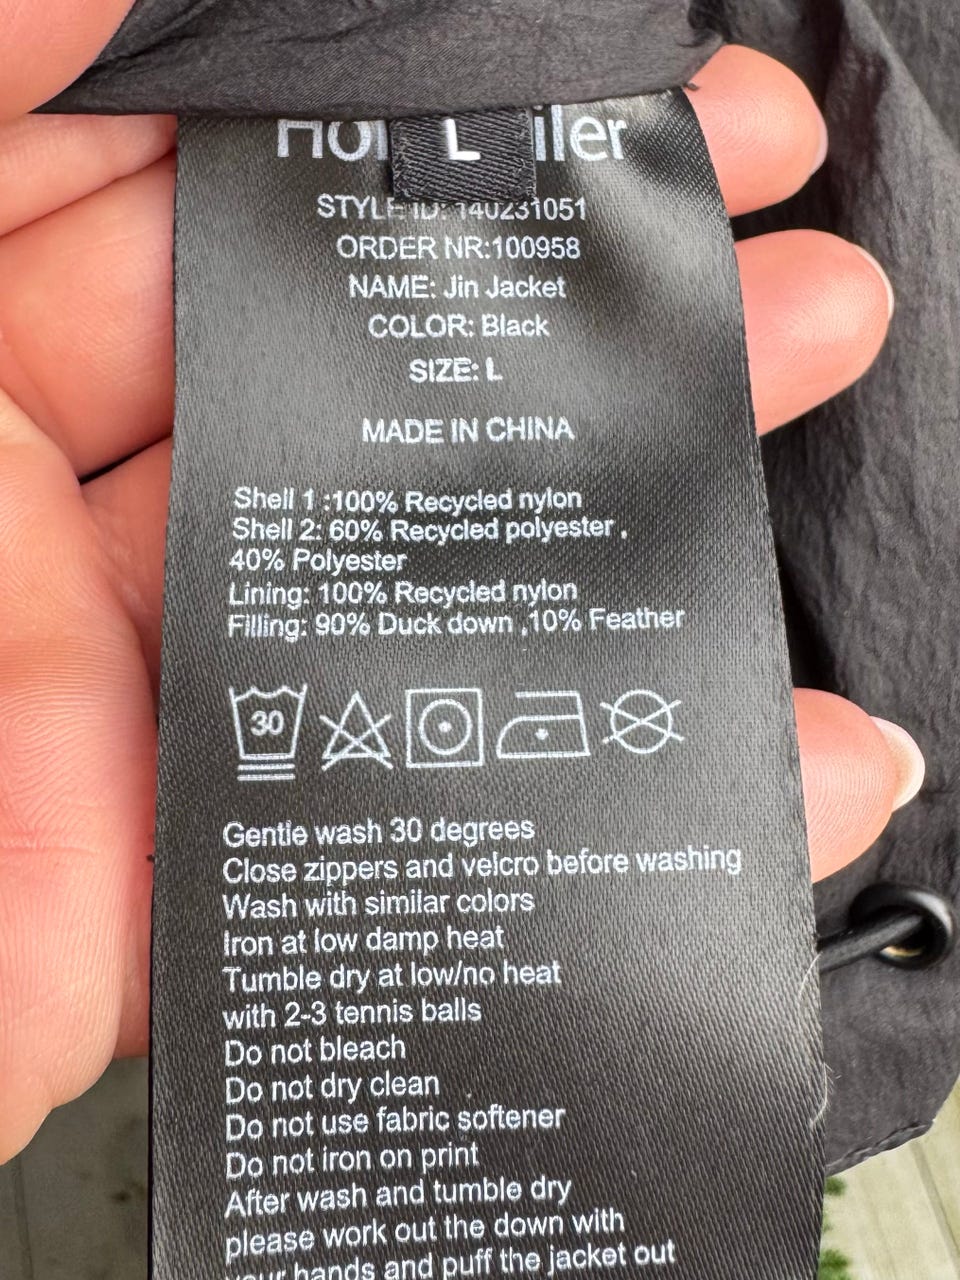 L
STYLE ID: 140231051
ORDER NR:100958
NAME: Jin Jacket
COLOR: Black
SIZE: L
MADE IN CHINA
Shell 1 :100% Recycled nylon
Shell 2: 60% Recycled polyester ,
40% Polyester
Lining: 100% Recycled nylon
Filling: 90% Duck down ,10% Feather
30
Gentle wash 30 degrees
Close zippers and velcro before washing
Wash with similar colors
Iron at low damp heat
Tumble dry at low/no heat
with 2-3 tennis balls
Do not bleach
Do not dry clean
Do not use fabric softener
Do not iron on print
After wash and tumble dry
please work out the down with
your hands and puff the jacket out